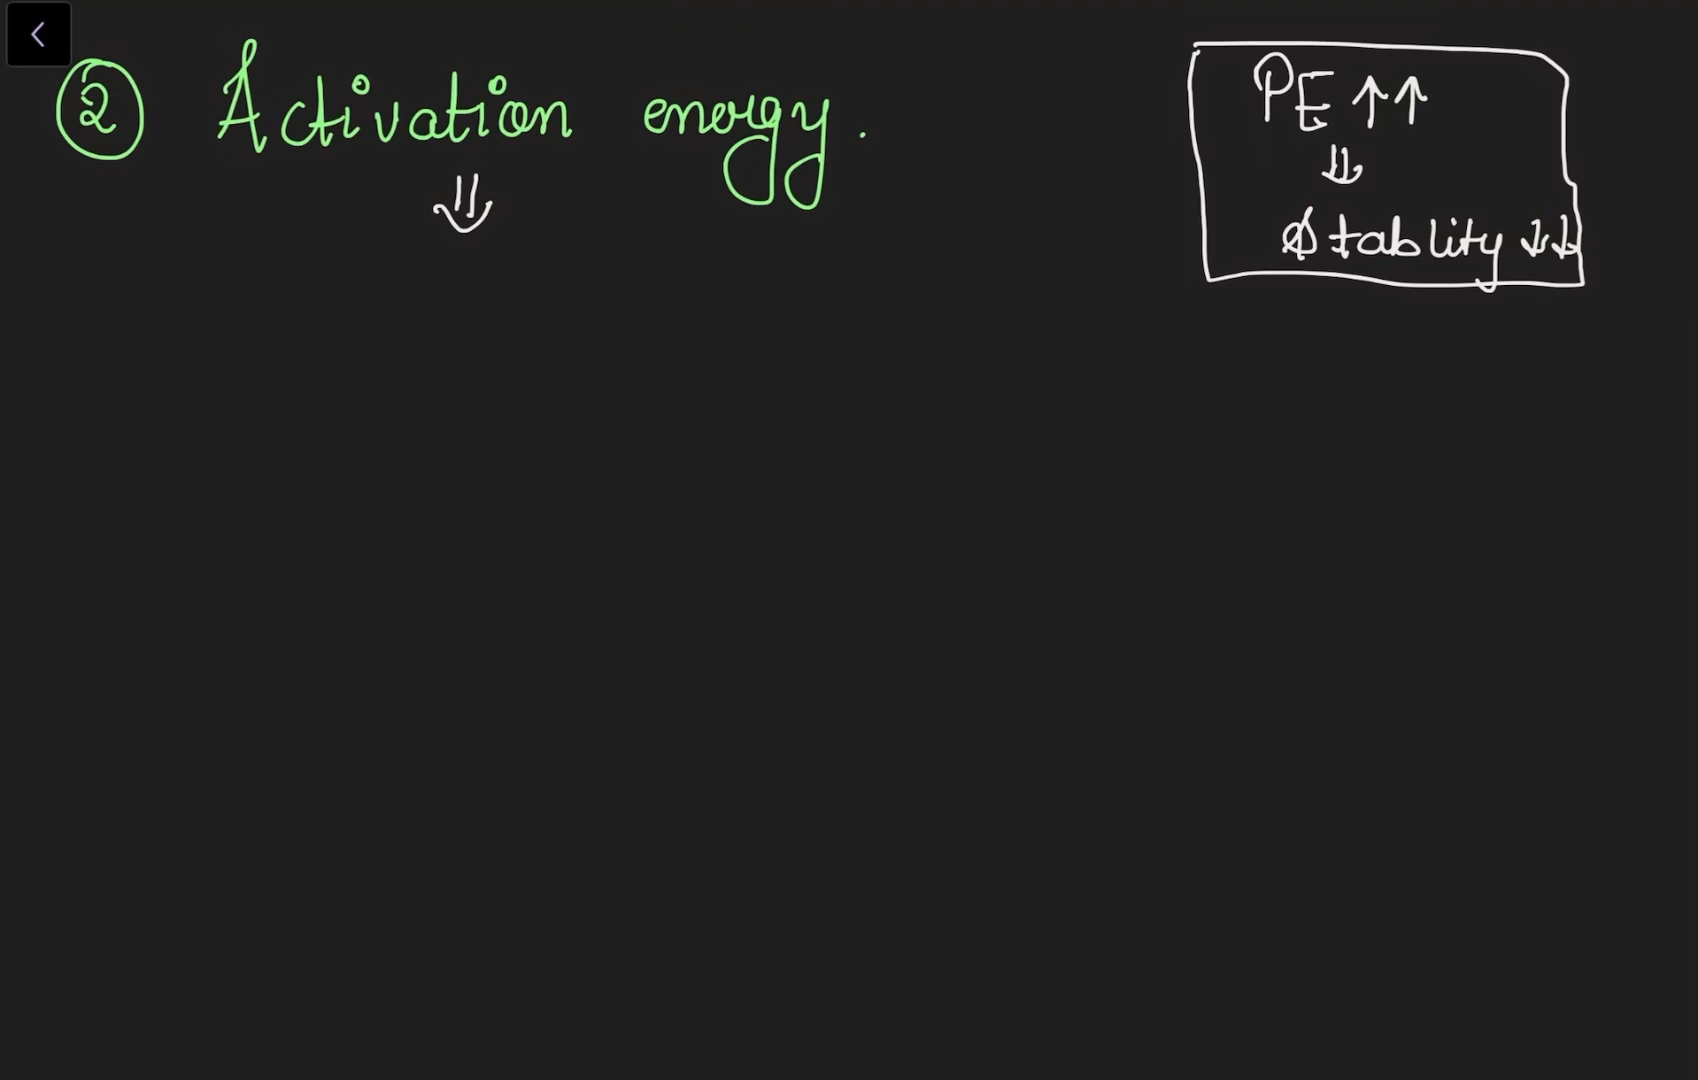 ② Activation energy.
⇓
PE ↑↑
⇓
Stablity ↓↓